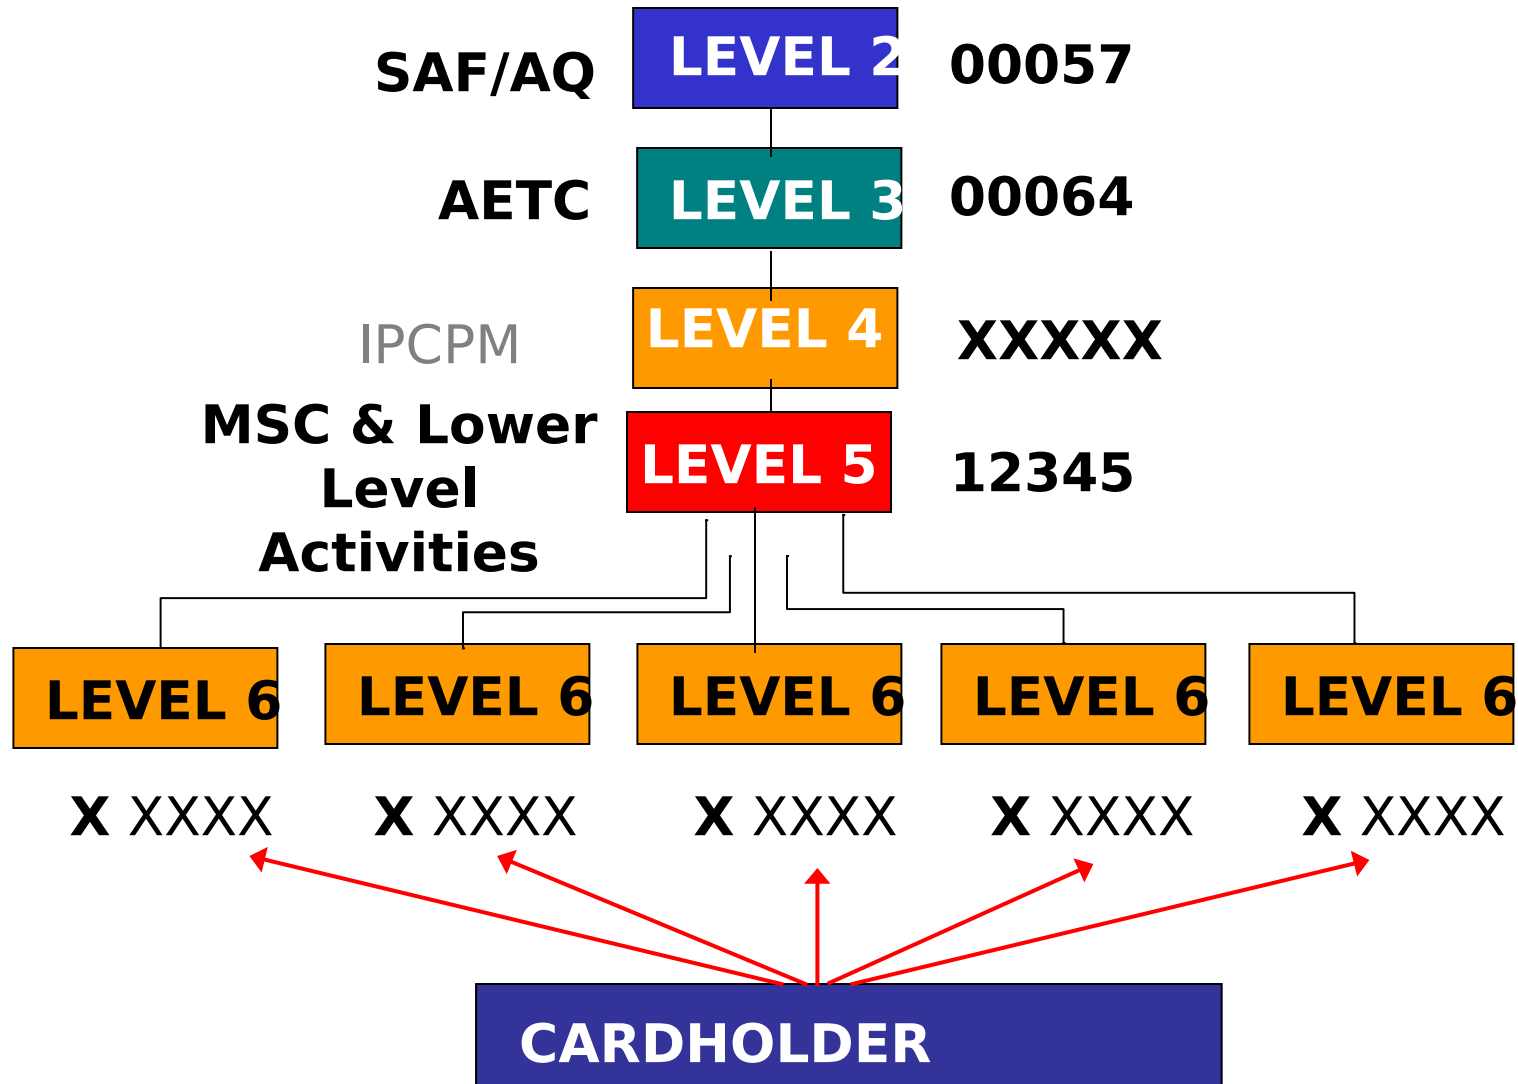 SAF/AQ LEVEL 2 00057
AETC LEVEL 3 00064
IPCPM LEVEL 4 XXXXX
MSC & Lower
Level
Activities
LEVEL 5 12345
LEVEL 6 LEVEL 6 LEVEL 6 LEVEL 6 LEVEL 6
X XXXX X XXXX X XXXX X XXXX X XXXX
CARDHOLDER